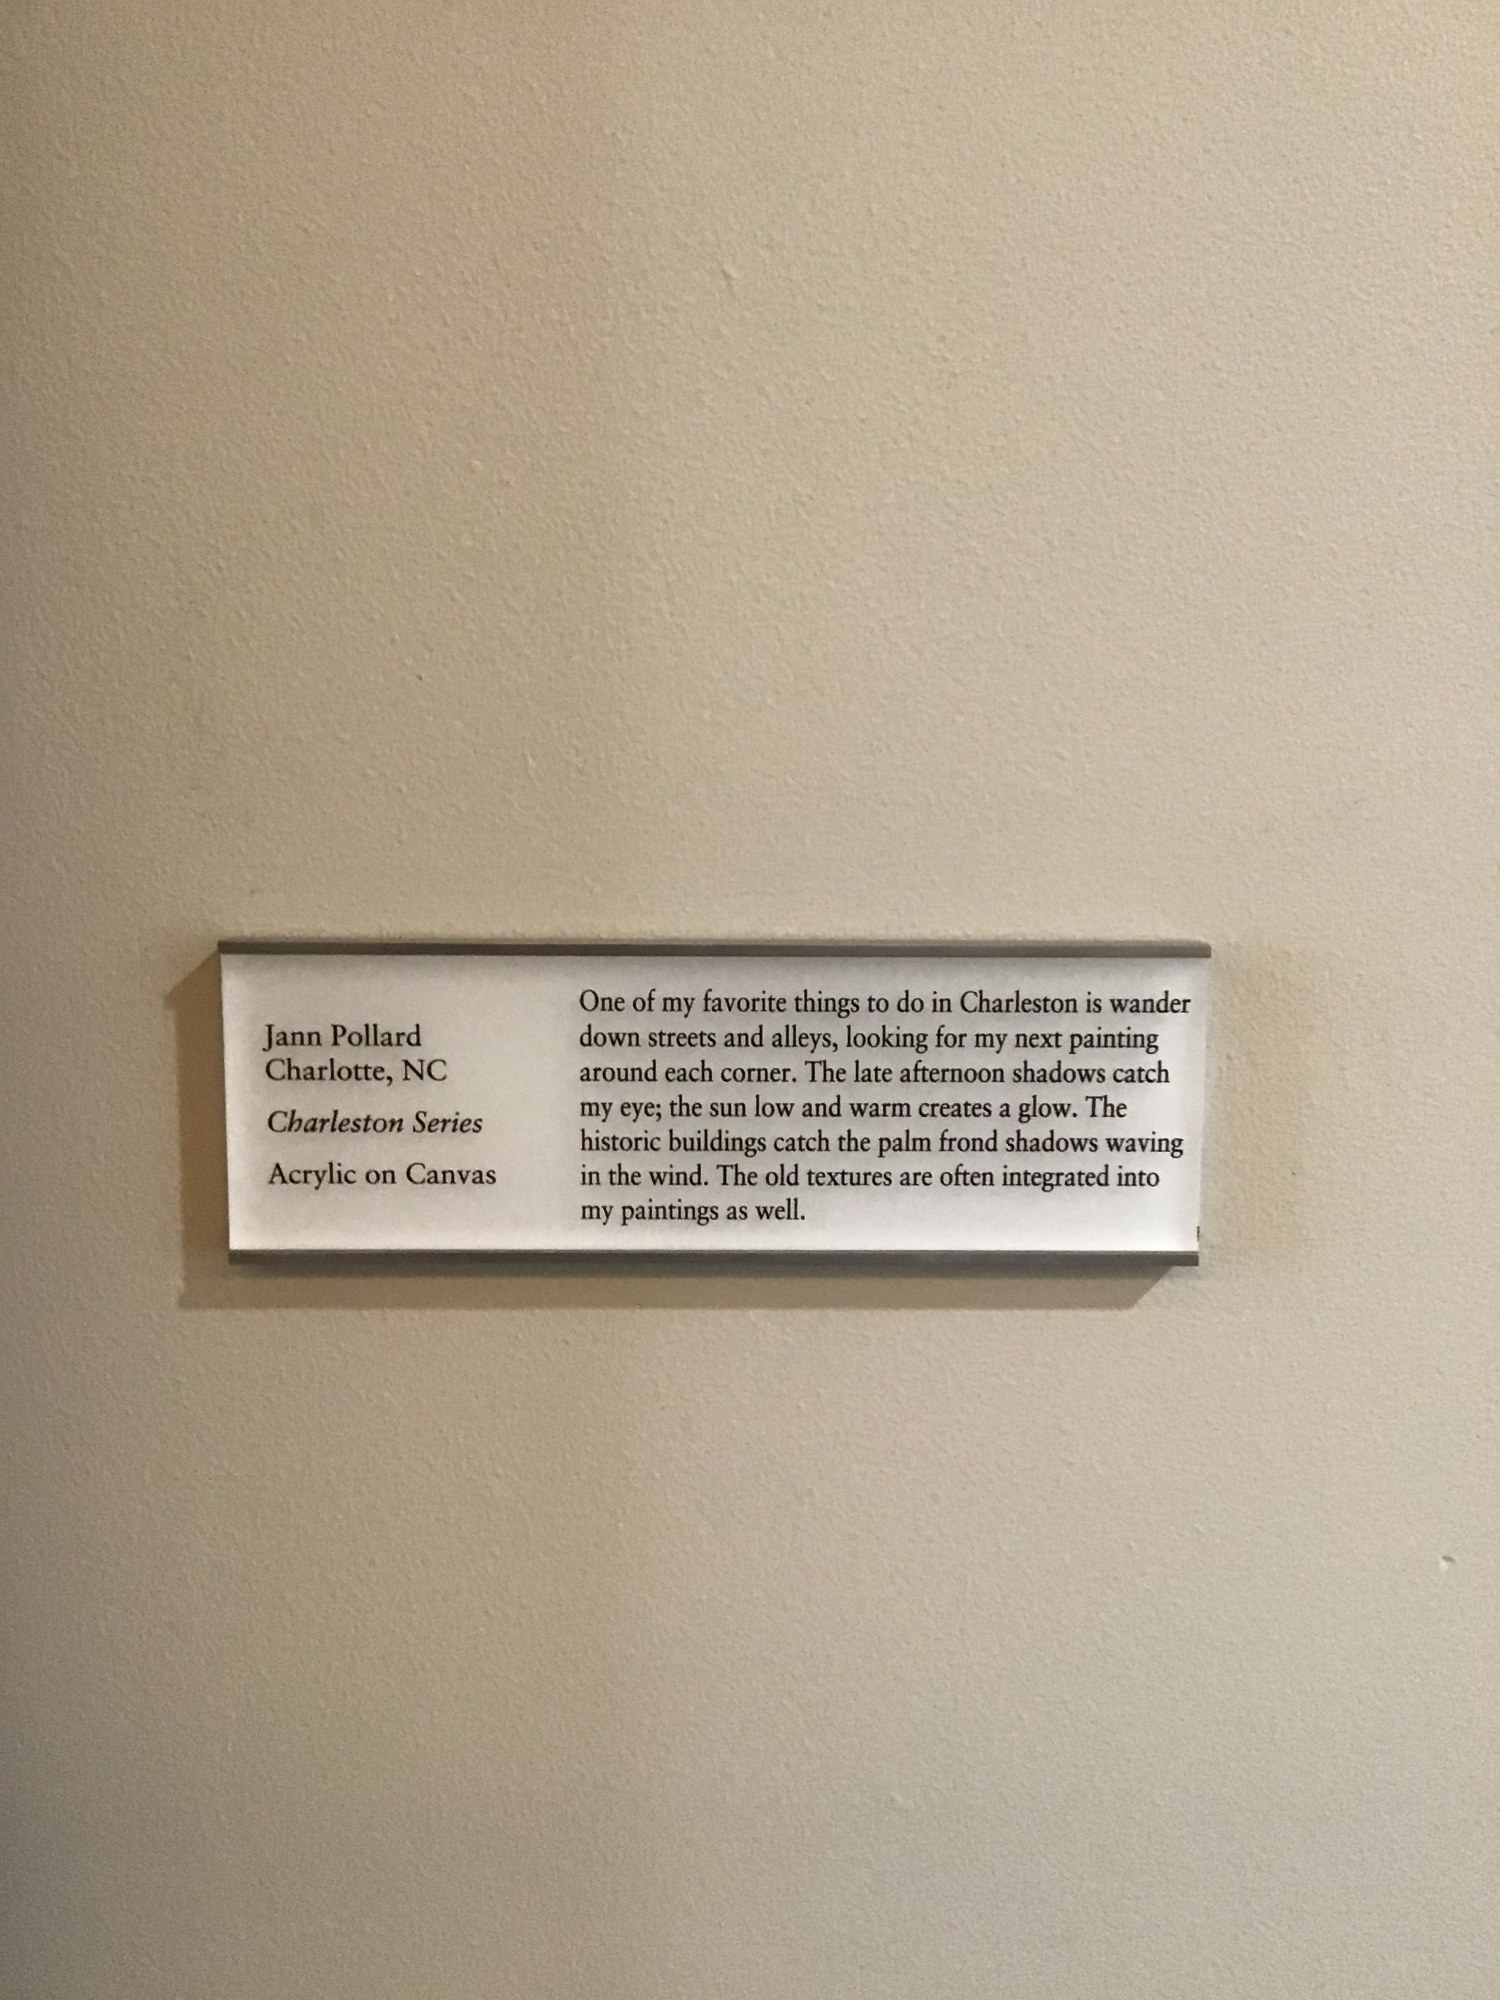 Jann Pollard
Charlotte, NC
Charleston Series
Acrylic on Canvas
One of my favorite things to do in Charleston is wander
down streets and alleys, looking for my next painting
around each corner. The late afternoon shadows catch
my eye; the sun low and warm creates a glow. The
historic buildings catch the palm frond shadows waving
in the wind. The old textures are often integrated into
my paintings as well.